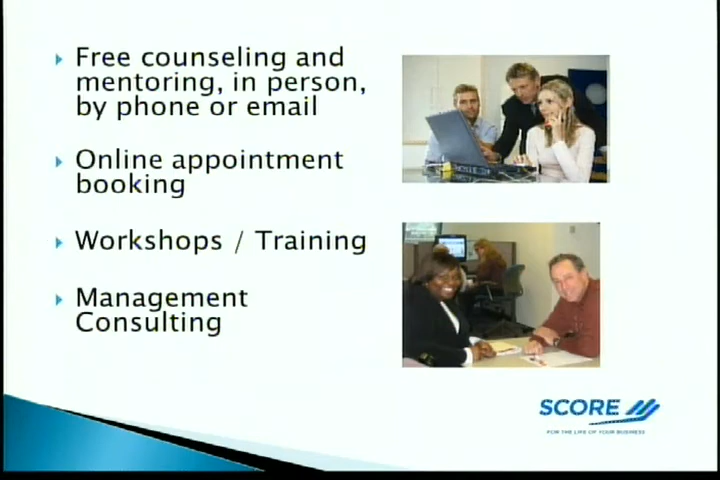 Free counseling and
mentoring, in person,
by phone or email
Online appointment
booking
Workshops / Training
Management
Consulting
SCORE
FOR THE LIFE OF YOUR BUSINESS